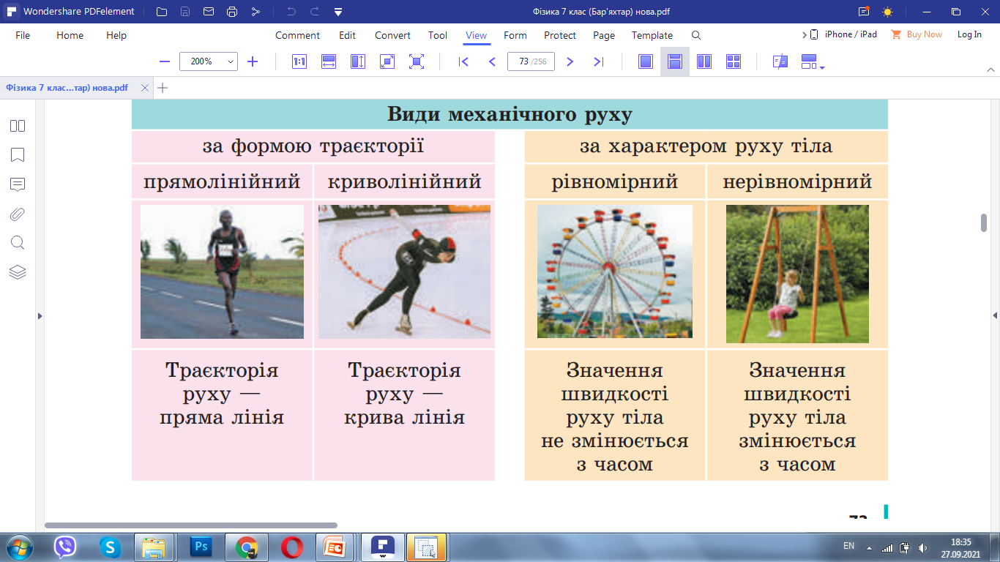 Wondershare PDFelement
Фізика 7 клас (Бар'яхтар) нова.pdf
File Home Help Comment Edit Convert Tool View Form Protect Page Template iPhone / iPad Buy Now Log In
200% 1:1 73 /256
Фізика 7 клас...тар) нова.pdf
Види механічного руху
за формою траєкторії
за характером руху тіла
прямолінійний
криволінійний
рівномірний
нерівномірний
Траєкторія
руху —
пряма лінія
Траєкторія
руху —
крива лінія
Значення
швидкості
руху тіла
не змінюється
з часом
Значення
швидкості
руху тіла
змінюється
з часом
73
Ps
EN
18:35
27.09.2021